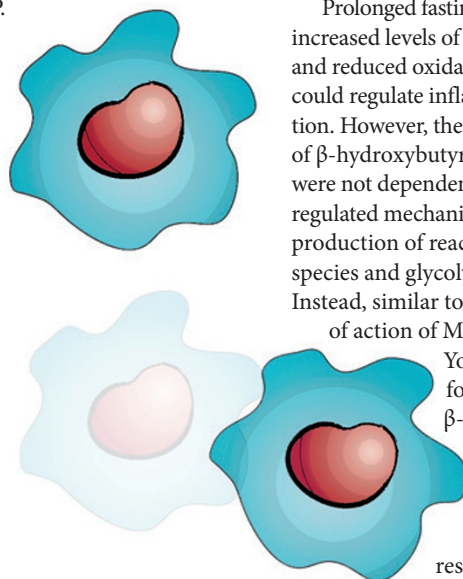 P.
Prolonged fastin
increased levels of
and reduced oxida
could regulate infla
tion. However, the
of β-hydroxybutyr
were not dependen
regulated mechani
production of reac
species and glycoly
Instead, similar to
of action of M
Yo
fo
β-
res